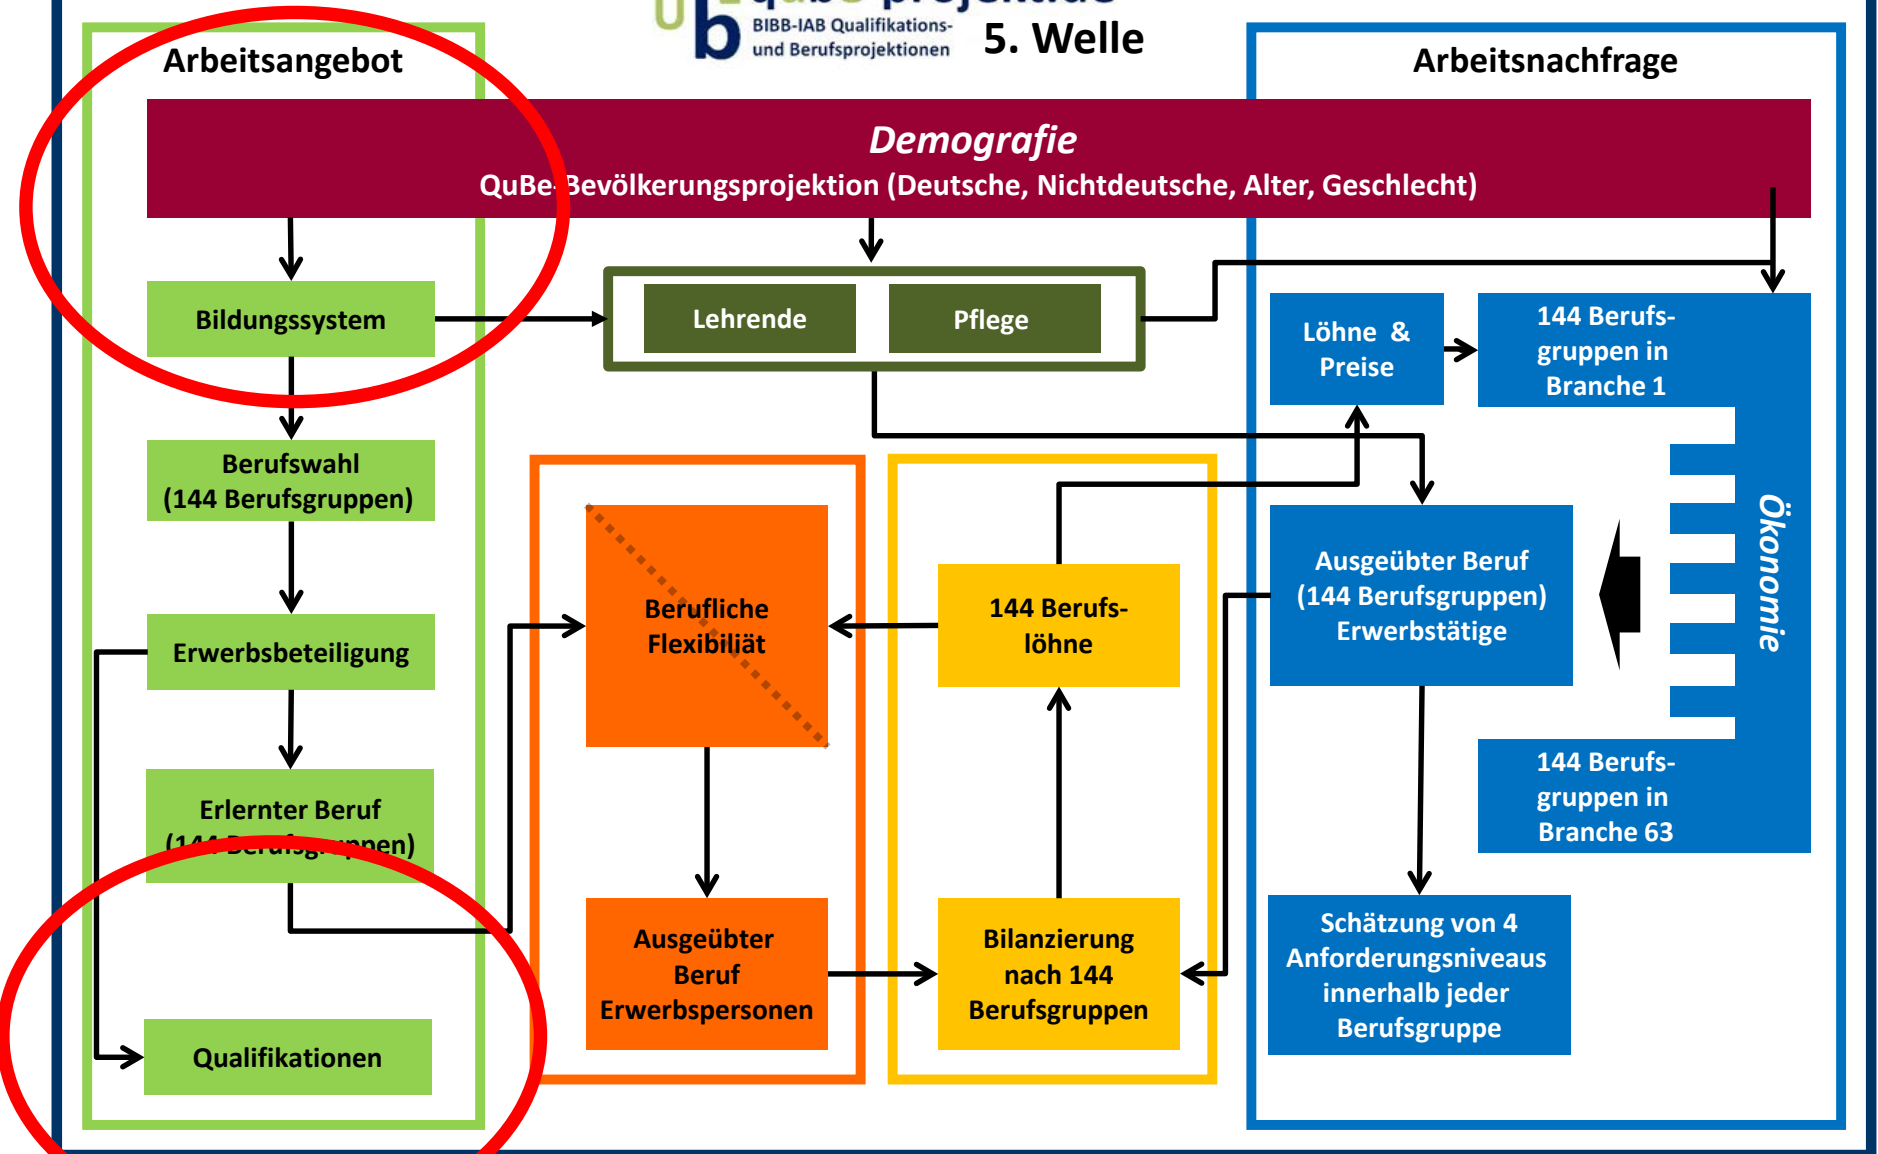 BIBB-IAB Qualifikations-
und Berufsprojektionen
5. Welle
Arbeitsangebot
Arbeitsnachfrage
Demografie
QuBe-Bevölkerungsprojektion (Deutsche, Nichtdeutsche, Alter, Geschlecht)
Bildungssystem
Lehrende
Pflege
Löhne &
Preise
144 Berufs-
gruppen in
Branche 1
Berufswahl
(144 Berufsgruppen)
Ökonomie
Erwerbsbeteiligung
Berufliche
Flexibiliät
144 Berufs-
löhne
Ausgeübter Beruf
(144 Berufsgruppen)
Erwerbstätige
144 Berufs-
gruppen in
Branche 63
Erlernter Beruf
(144 Berufsgruppen)
Ausgeübter
Beruf
Erwerbspersonen
Bilanzierung
nach 144
Berufsgruppen
Schätzung von 4
Anforderungsniveaus
innerhalb jeder
Berufsgruppe
Qualifikationen